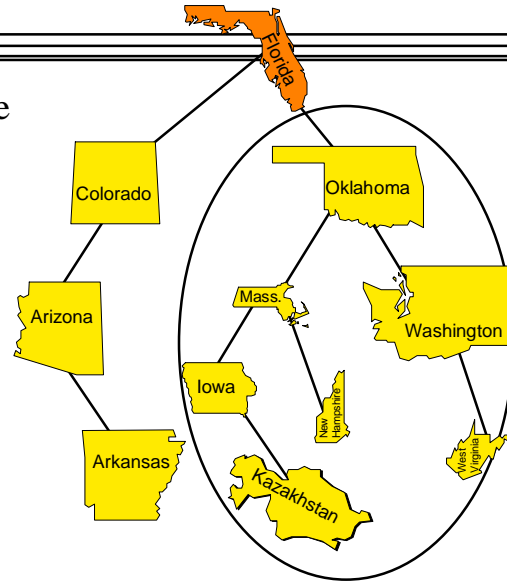 Florida
e
Colorado
Oklahoma
Arizona
Mass.
Washington
Iowa
New
Hampshire
West
Virginia
Arkansas
Kazakhstan